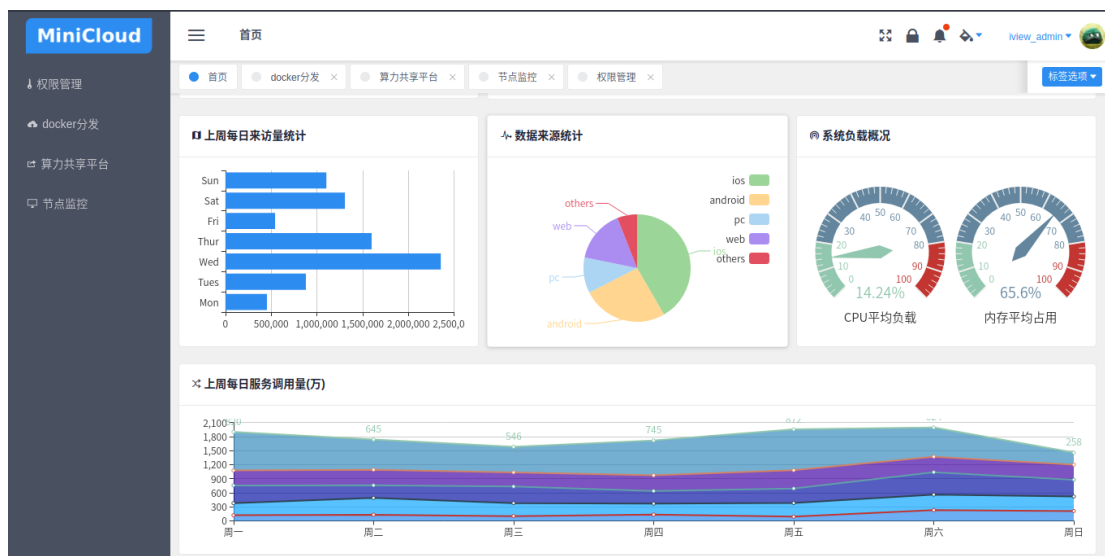 MiniCloud
首页
iview_admin
首页
docker分发 ×
算力共享平台 ×
节点监控 ×
权限管理 ×
标签选项
权限管理
docker分发
算力共享平台
节点监控
上周每日来访量统计
Sun
Sat
Fri
Thur
Wed
Tues
Mon
0 500,000 1,000,000 1,500,000 2,000,000 2,500,0
数据来源统计
ios
android
pc
web
others
others
web
pc
android
ios
系统负载概况
0 10 20 30 40 50 60 70 80 90 100
14.24%
CPU平均负载
0 10 20 30 40 50 60 70 80 90 100
65.6%
内存平均占用
上周每日服务调用量(万)
2,100
1,800
1,500
1,200
900
600
300
0
645
546
745
258
周一 周二 周三 周四 周五 周六 周日